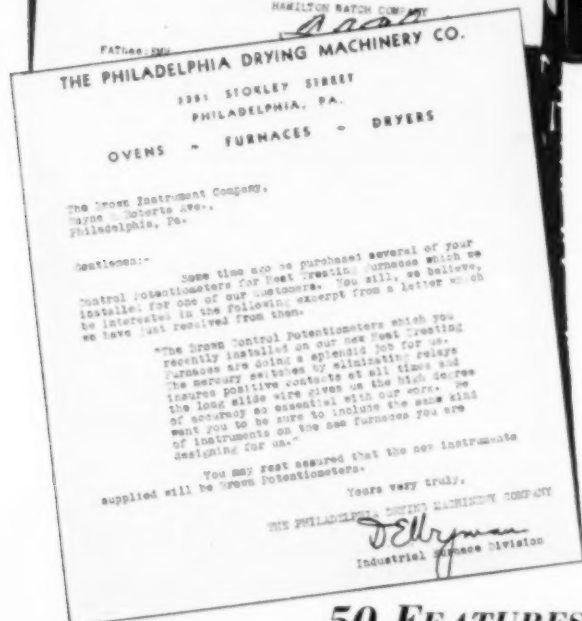 HAMILTON WATCH COMPANY
THE PHILADELPHIA DRYING MACHINERY CO.
STOKLEY STREET
PHILADELPHIA, PA.
OVENS - FURNACES - DRYERS
The Brown Instrument Company,
Wayne & Roberts Ave.,
Philadelphia, Pa.
Gentlemen:-
Some time ago we purchased several of your
Control Potentiometers for Heat Treating Furnaces which we
installed for one of our customers. You will, we believe,
be interested in the following excerpt from a letter which
we have just received from them.
"The Brown Control Potentiometers which you
recently installed on our new Heat Treating
Furnaces are doing a splendid job for us.
The mercury switches by eliminating relays
insures positive contacts at all times and
the long slide wire gives us the high degree
of accuracy so essential with our work. We
want you to be sure to include the same kind
of instruments on the new furnaces you are
designing for us."
You may rest assured that the new instruments
supplied will be Brown Potentiometers.
Yours very truly,
THE PHILADELPHIA DRYING MACHINERY COMPANY
Industrial Furnace Division
50 FEATURES